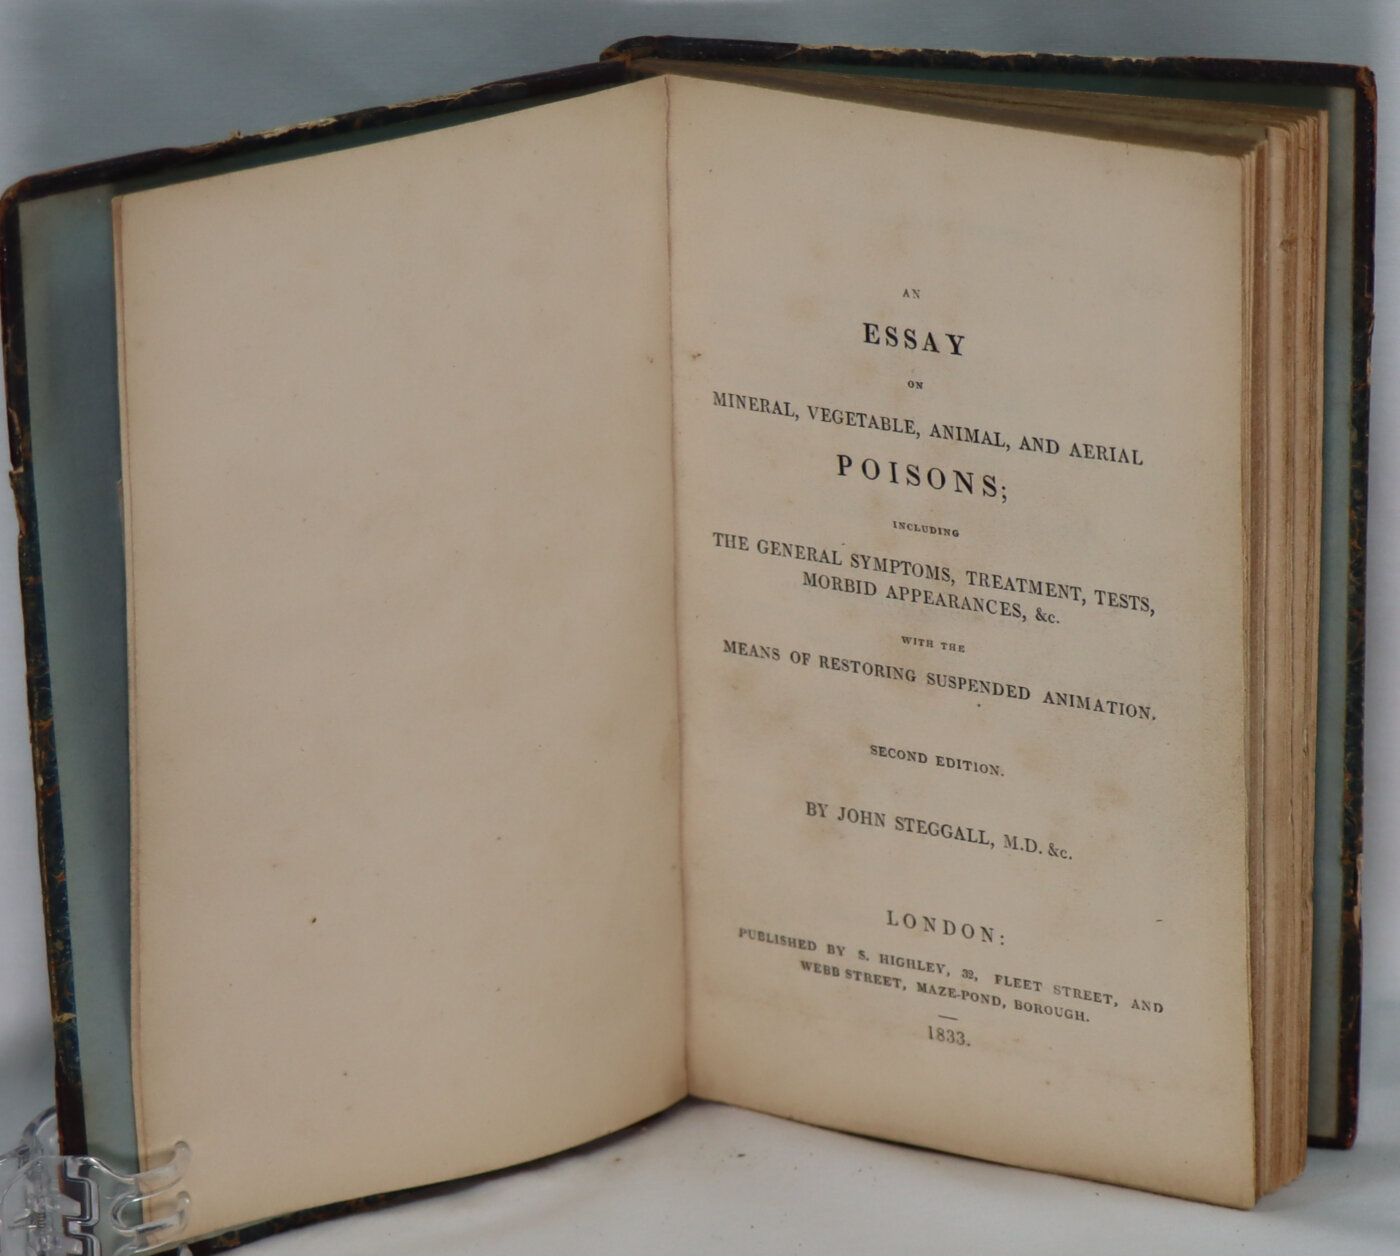 AN
ESSAY
ON
MINERAL, VEGETABLE, ANIMAL, AND AERIAL
POISONS;
INCLUDING
THE GENERAL SYMPTOMS, TREATMENT, TESTS,
MORBID APPEARANCES, &c.
WITH THE
MEANS OF RESTORING SUSPENDED ANIMATION.
SECOND EDITION.
BY JOHN STEGGALL, M.D. &c.
LONDON:
PUBLISHED BY S. HIGHLEY, 32, FLEET STREET, AND
WEBB STREET, MAZE-POND, BOROUGH.
1833.